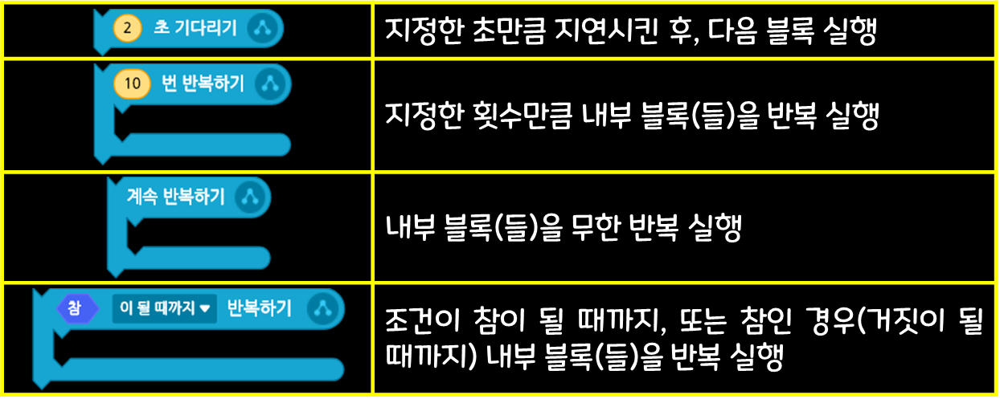 2 초 기다리기
지정한 초만큼 지연시킨 후, 다음 블록 실행
10 번 반복하기
지정한 횟수만큼 내부 블록(들)을 반복 실행
계속 반복하기
내부 블록(들)을 무한 반복 실행
참 이 될 때까지 반복하기
조건이 참이 될 때까지, 또는 참인 경우(거짓이 될
때까지) 내부 블록(들)을 반복 실행